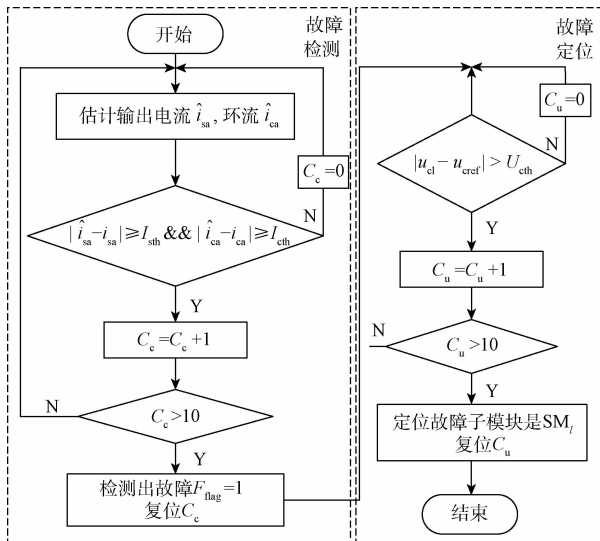 故障
检测
开始
估计输出电流 î_sa, 环流 î_ca
C_c=0
|î_sa−i_sa|≥I_sth&&|î_ca−i_ca|≥I_cth
N
Y
C_c=C_c+1
N
C_c>10
Y
检测出故障F_flag=1
复位C_c
故障
定位
C_u=0
N
|u_cl−u_cref|>U_cth
Y
C_u=C_u+1
N
C_u>10
Y
定位故障子模块是SM_l
复位C_u
结束